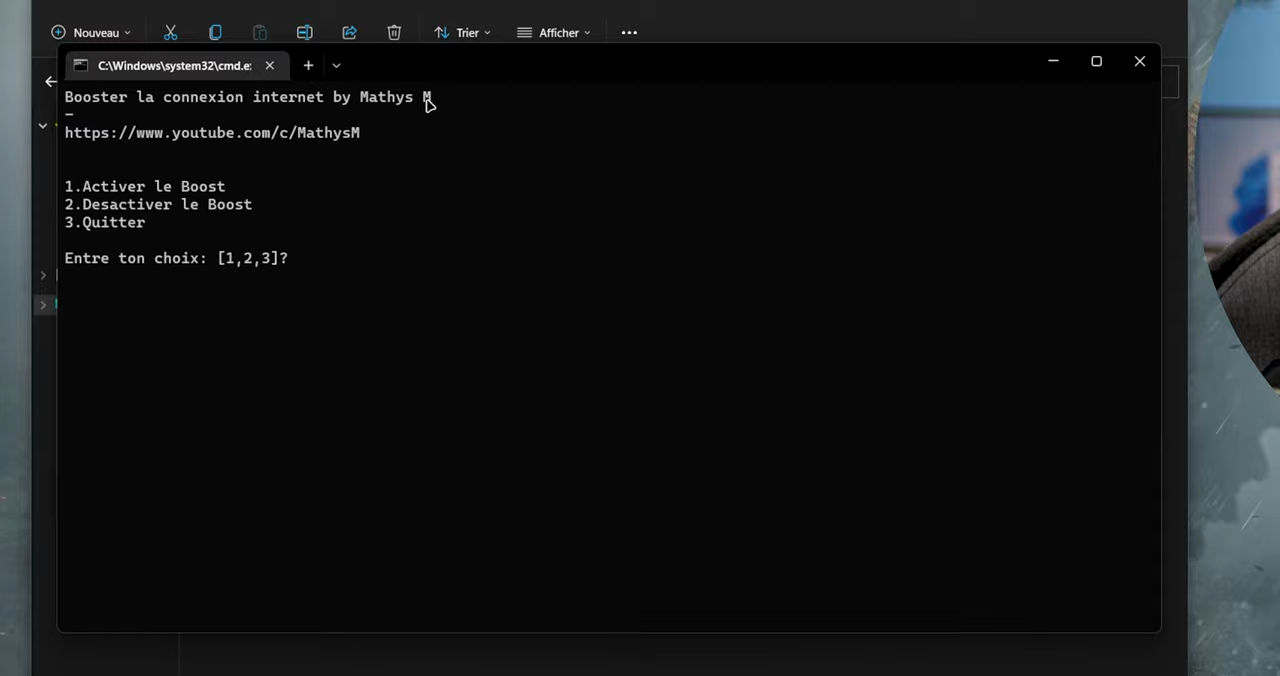 Nouveau
Trier
Afficher
C:\Windows\system32\cmd.e
Booster la connexion internet by Mathys M
-
https://www.youtube.com/c/MathysM
1.Activer le Boost
2.Desactiver le Boost
3.Quitter
Entre ton choix: [1,2,3]?